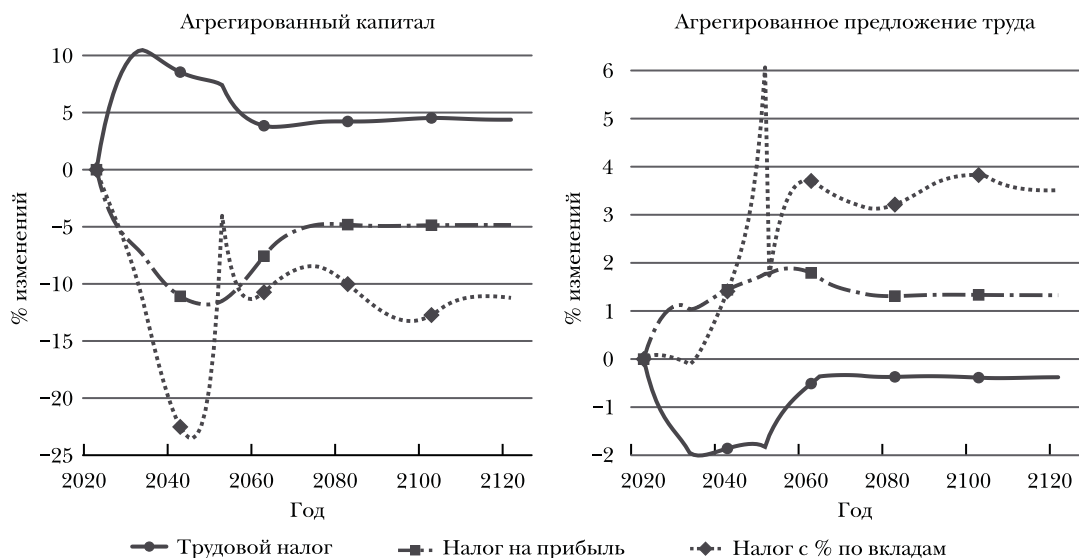 Агрегированный капитал
% изменений
10
5
0
−5
−10
−15
−20
−25
2020 2040 2060 2080 2100 2120
Год
Агрегированное предложение труда
% изменений
6
5
4
3
2
1
0
−1
−2
2020 2040 2060 2080 2100 2120
Год
Трудовой налог Налог на прибыль Налог с % по вкладам